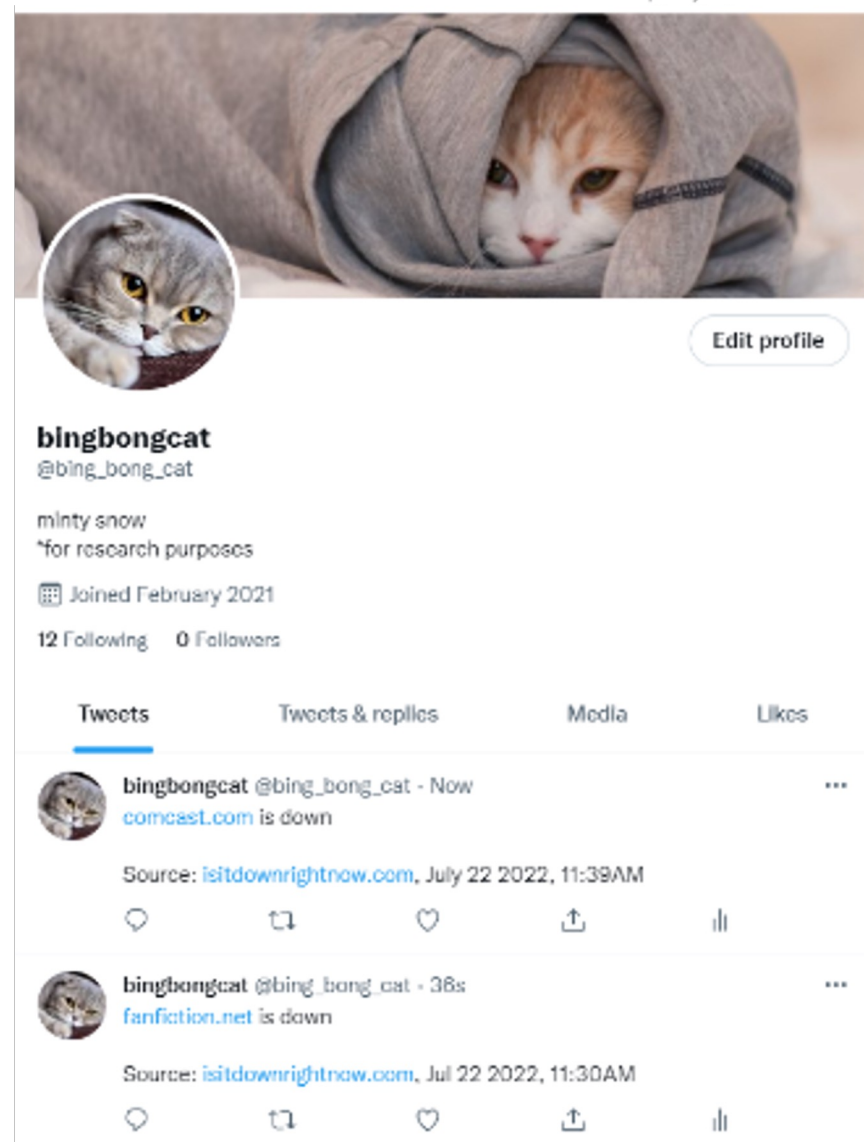 Edit profile
bingbongcat
@bing_bong_cat
minty snow
*for research purposes
Joined February 2021
12 Following 0 Followers
Tweets Tweets & replies Media Likes
bingbongcat @bing_bong_cat - Now
comcast.com is down
Source: isitdownrightnow.com, July 22 2022, 11:39AM
bingbongcat @bing_bong_cat - 36s
fanfiction.net is down
Source: isitdownrightnow.com, Jul 22 2022, 11:30AM